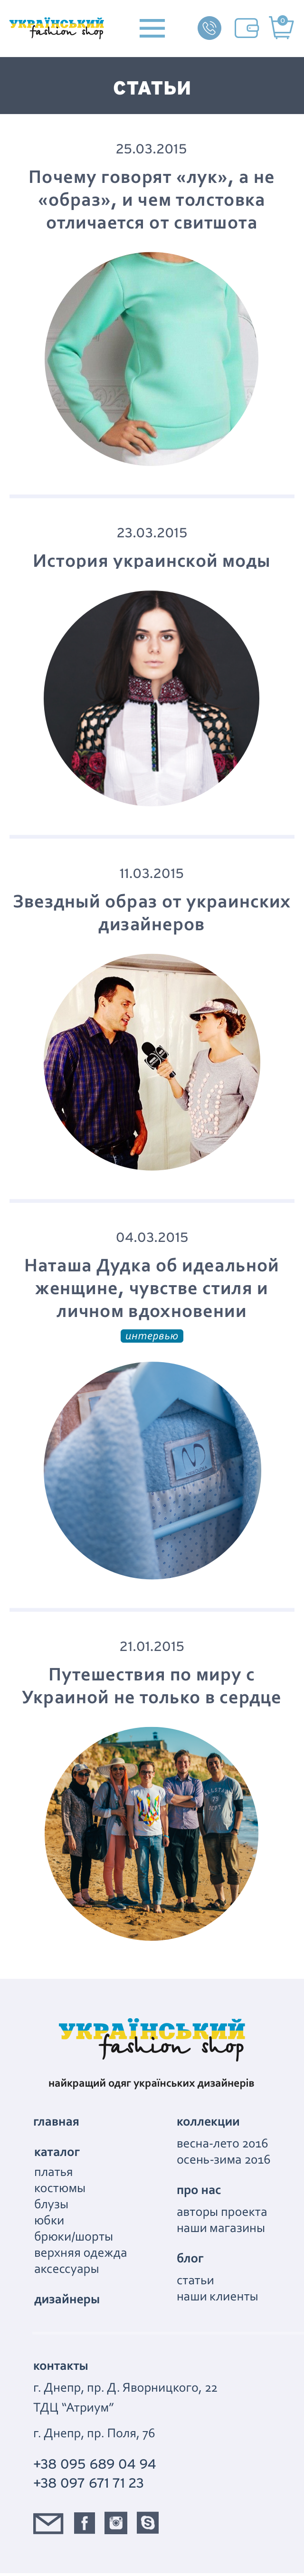 УКРАЇНСЬКИЙ
fashion shop
0
СТАТЬИ
25.03.2015
Почему говорят «лук», а не
«образ», и чем толстовка
отличается от свитшота
23.03.2015
История украинской моды
11.03.2015
Звездный образ от украинских
дизайнеров
04.03.2015
Наташа Дудка об идеальной
женщине, чувстве стиля и
личном вдохновении
интервью
21.01.2015
Путешествия по миру с
Украиной не только в сердце
УКРАЇНСЬКИЙ
fashion shop
найкращий одяг українських дизайнерів
главная
каталог
платья
костюмы
блузы
юбки
брюки/шорты
верхняя одежда
аксессуары
дизайнеры
коллекции
весна-лето 2016
осень-зима 2016
про нас
авторы проекта
наши магазины
блог
статьи
наши клиенты
контакты
г. Днепр, пр. Д. Яворницкого, 22
ТДЦ “Атриум”
г. Днепр, пр. Поля, 76
+38 095 689 04 94
+38 097 671 71 23